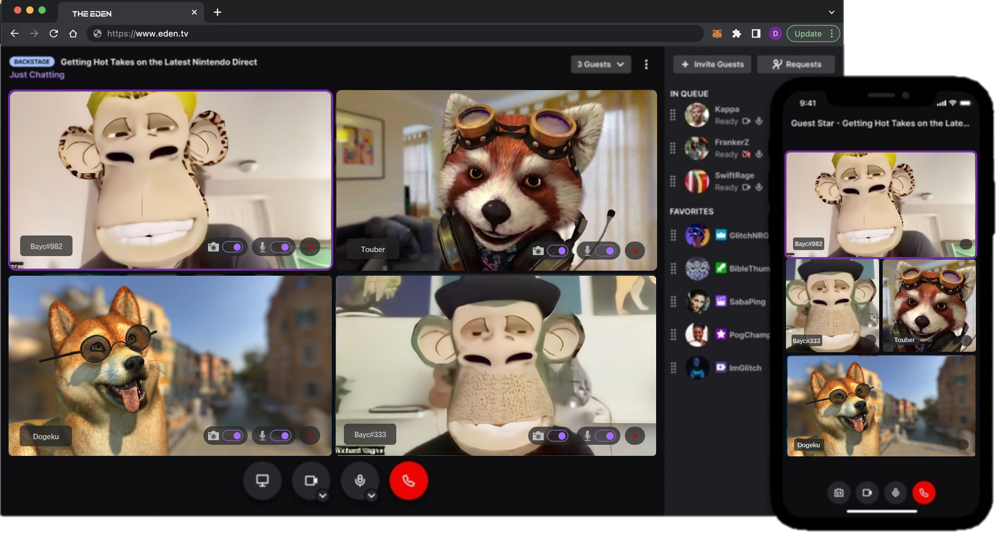 THE EDEN
https://www.eden.tv
D
Update
BACKSTAGE
Getting Hot Takes on the Latest Nintendo Direct
Just Chatting
3 Guests
Invite Guests
Requests
IN QUEUE
Kappa
Ready
FrankerZ
Ready
SwiftRage
Ready
FAVORITES
GlitchNRG
BibleThum
SabaPing
PogChamp
ImGlitch
Bayc#982
Touber
Dogeku
Bayc#333
9:41
Guest Star - Getting Hot Takes on the Late...
Bayc#982
Bayc#333
Touber
Dogeku